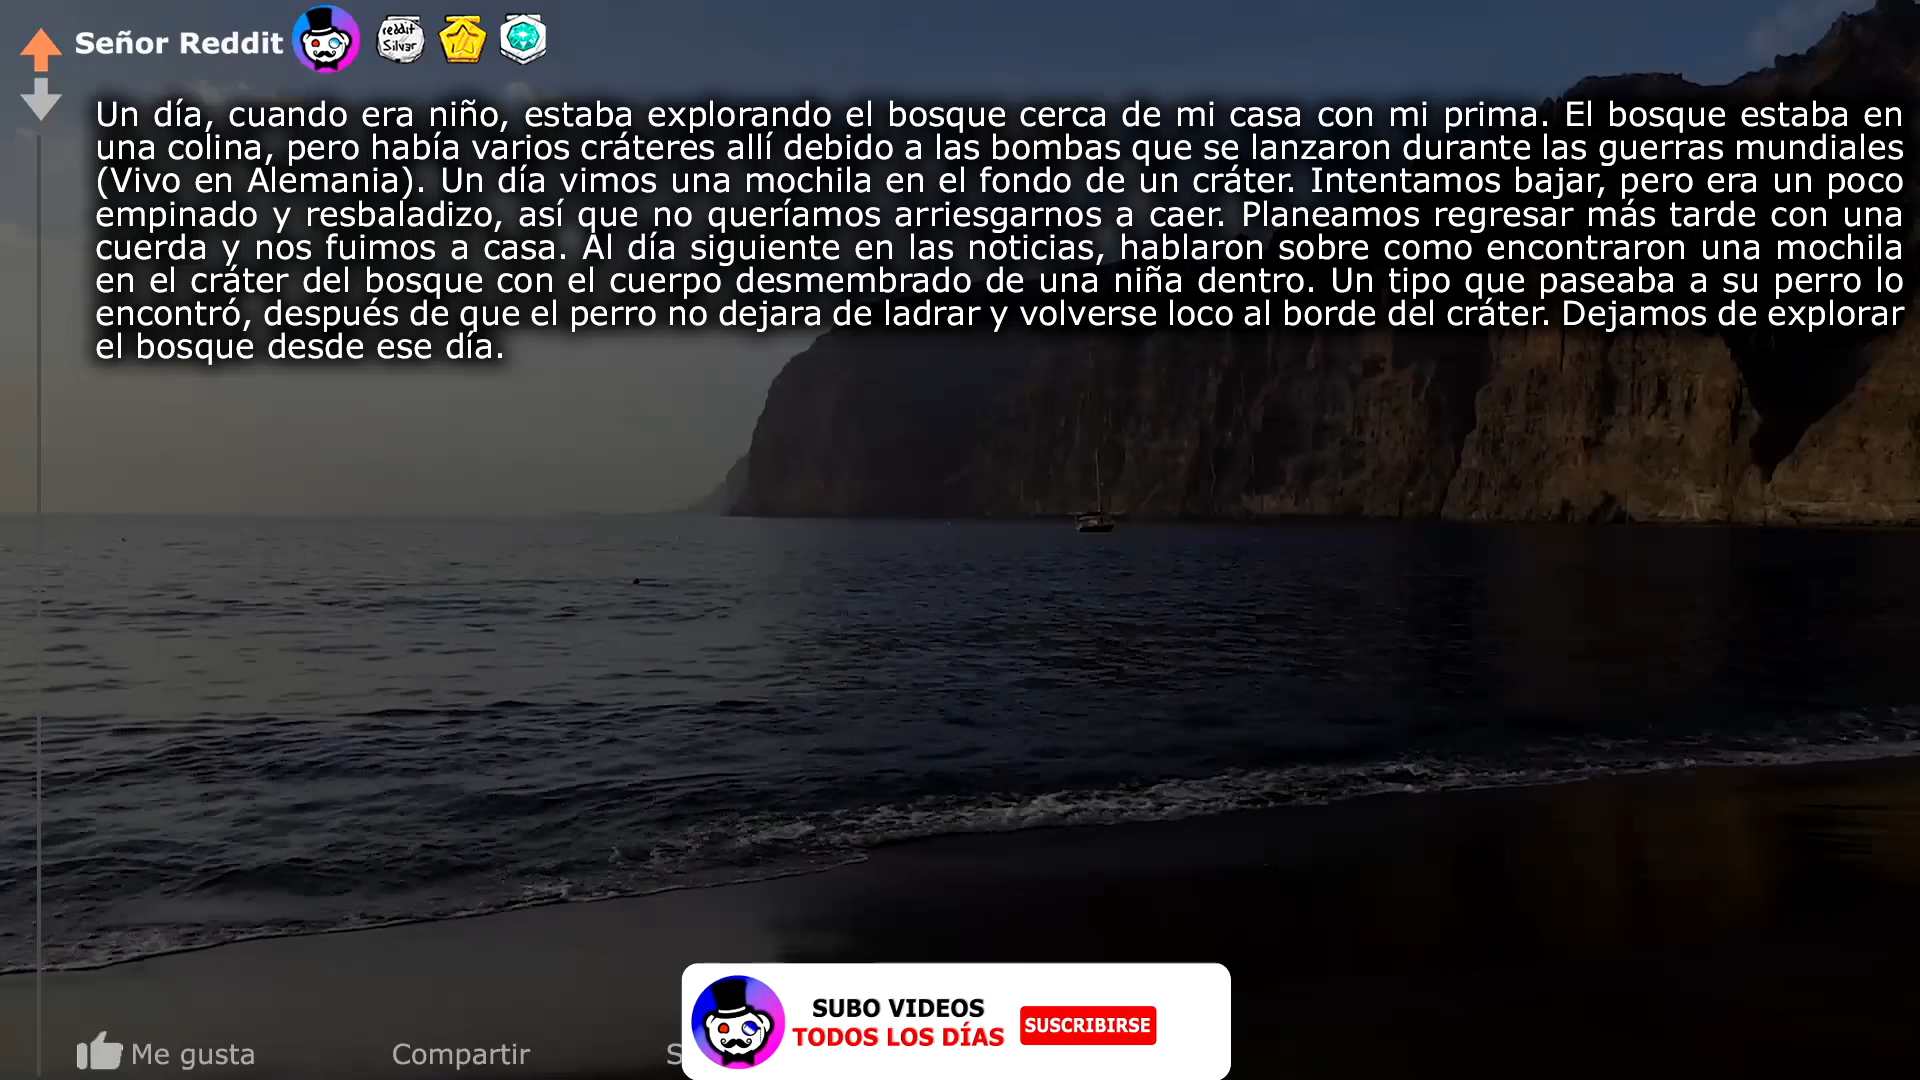 Señor Reddit
reddit
Silver
Un día, cuando era niño, estaba explorando el bosque cerca de mi casa con mi prima. El bosque estaba en
una colina, pero había varios cráteres allí debido a las bombas que se lanzaron durante las guerras mundiales
(Vivo en Alemania). Un día vimos una mochila en el fondo de un cráter. Intentamos bajar, pero era un poco
empinado y resbaladizo, así que no queríamos arriesgarnos a caer. Planeamos regresar más tarde con una
cuerda y nos fuimos a casa. Al día siguiente en las noticias, hablaron sobre como encontraron una mochila
en el cráter del bosque con el cuerpo desmembrado de una niña dentro. Un tipo que paseaba a su perro lo
encontró, después de que el perro no dejara de ladrar y volverse loco al borde del cráter. Dejamos de explorar
el bosque desde ese día.
SUBO VIDEOS
TODOS LOS DÍAS
SUSCRIBIRSE
Me gusta
Compartir
S